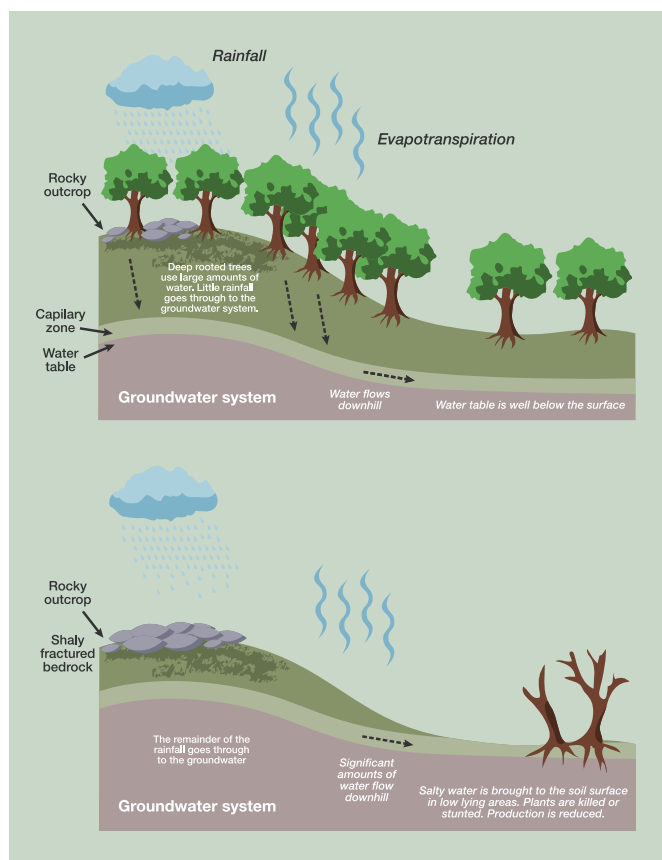 Rainfall
Evapotranspiration
Rocky
outcrop
Deep rooted trees
use large amounts of
water. Little rainfall
goes through to the
groundwater system.
Capilary
zone
Water
table
Groundwater system
Water flows
downhill
Water table is well below the surface
Rocky
outcrop
Shaly
fractured
bedrock
The remainder of the
rainfall goes through
to the groundwater
Groundwater system
Significant
amounts of
water flow
downhill
Salty water is brought to the soil surface
in low lying areas. Plants are killed or
stunted. Production is reduced.